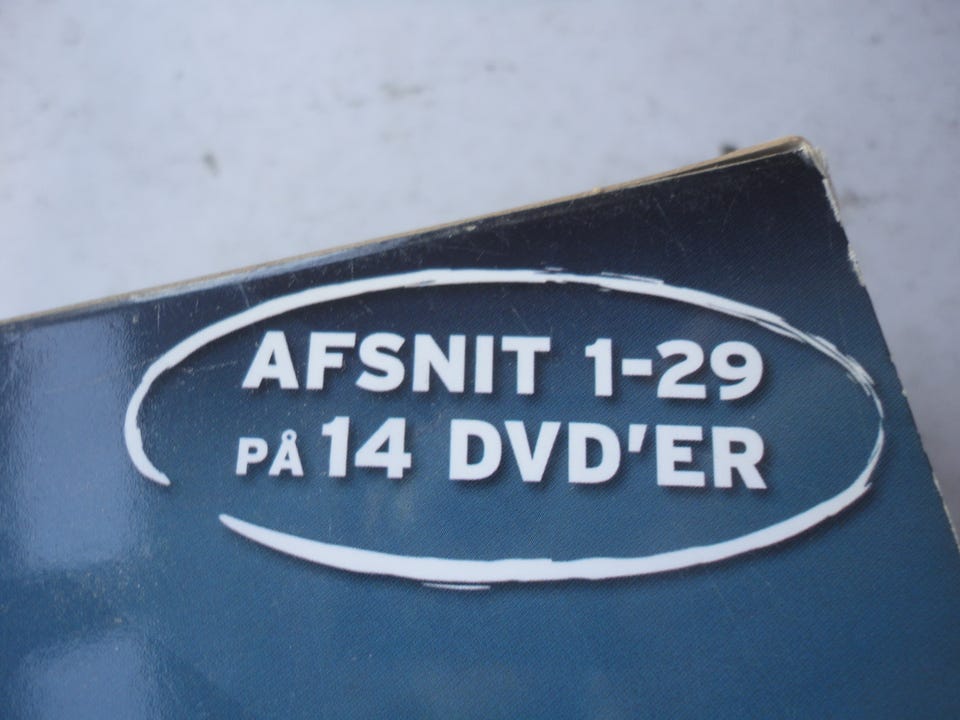 AFSNIT 1-29
PÅ 14 DVD'ER